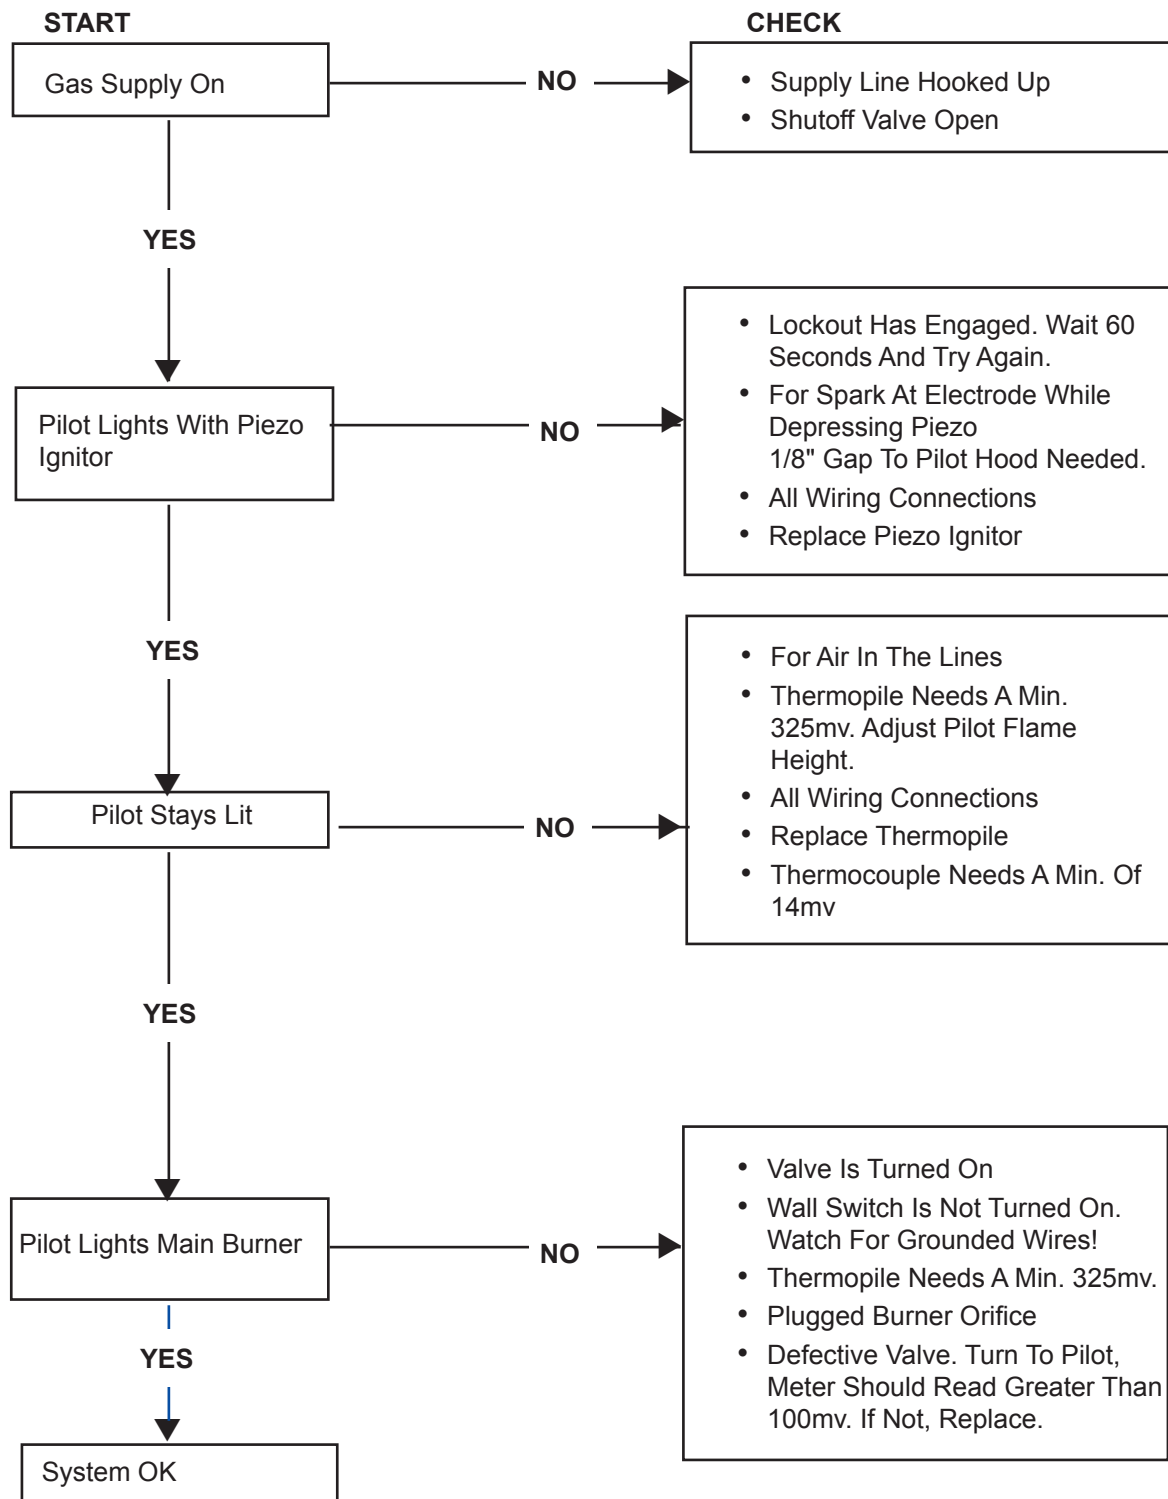 START
CHECK
Gas Supply On
NO
• Supply Line Hooked Up
• Shutoff Valve Open
YES
Pilot Lights With Piezo
Ignitor
NO
• Lockout Has Engaged. Wait 60
Seconds And Try Again.
• For Spark At Electrode While
Depressing Piezo
1/8" Gap To Pilot Hood Needed.
• All Wiring Connections
• Replace Piezo Ignitor
YES
Pilot Stays Lit
NO
• For Air In The Lines
• Thermopile Needs A Min.
325mv. Adjust Pilot Flame
Height.
• All Wiring Connections
• Replace Thermopile
• Thermocouple Needs A Min. Of
14mv
YES
Pilot Lights Main Burner
NO
• Valve Is Turned On
• Wall Switch Is Not Turned On.
Watch For Grounded Wires!
• Thermopile Needs A Min. 325mv.
• Plugged Burner Orifice
• Defective Valve. Turn To Pilot,
Meter Should Read Greater Than
100mv. If Not, Replace.
YES
System OK